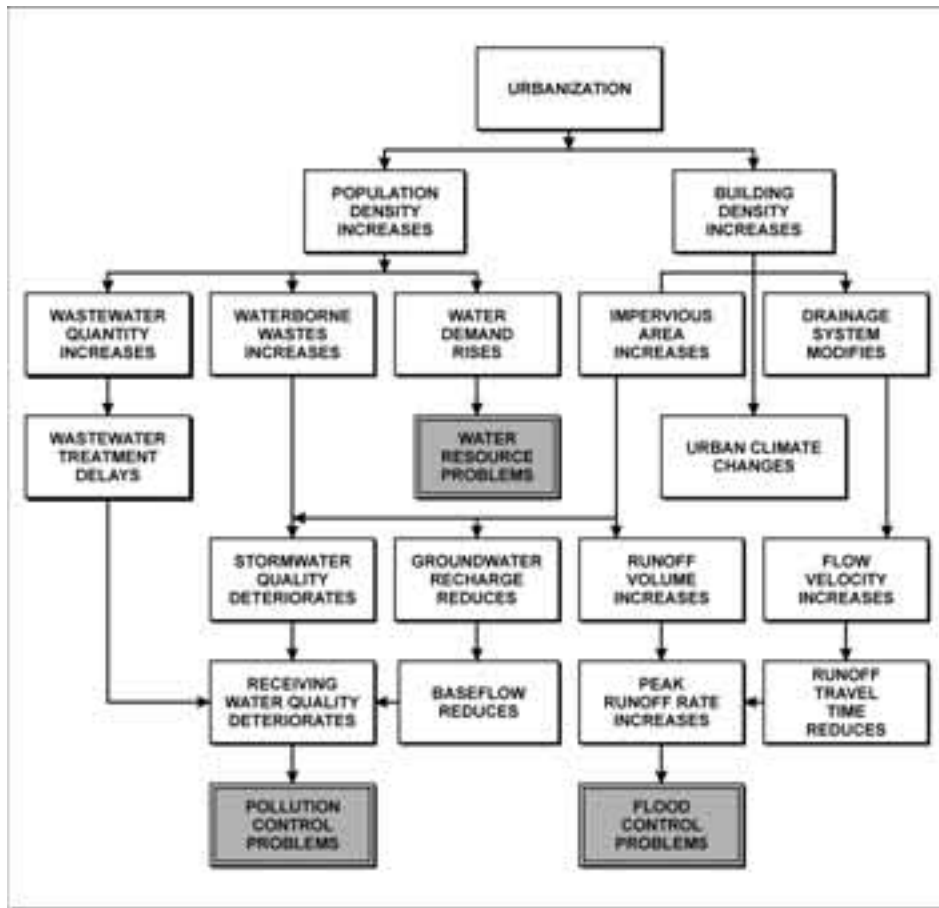 URBANIZATION
POPULATION
DENSITY
INCREASES
BUILDING
DENSITY
INCREASES
WASTEWATER
QUANTITY
INCREASES
WATERBORNE
WASTES
INCREASES
WATER
DEMAND
RISES
IMPERVIOUS
AREA
INCREASES
DRAINAGE
SYSTEM
MODIFIES
WASTEWATER
TREATMENT
DELAYS
WATER
RESOURCE
PROBLEMS
URBAN CLIMATE
CHANGES
STORMWATER
QUALITY
DETERIORATES
GROUNDWATER
RECHARGE
REDUCES
RUNOFF
VOLUME
INCREASES
FLOW
VELOCITY
INCREASES
RECEIVING
WATER QUALITY
DETERIORATES
BASEFLOW
REDUCES
PEAK
RUNOFF RATE
INCREASES
RUNOFF
TRAVEL
TIME
REDUCES
POLLUTION
CONTROL
PROBLEMS
FLOOD
CONTROL
PROBLEMS